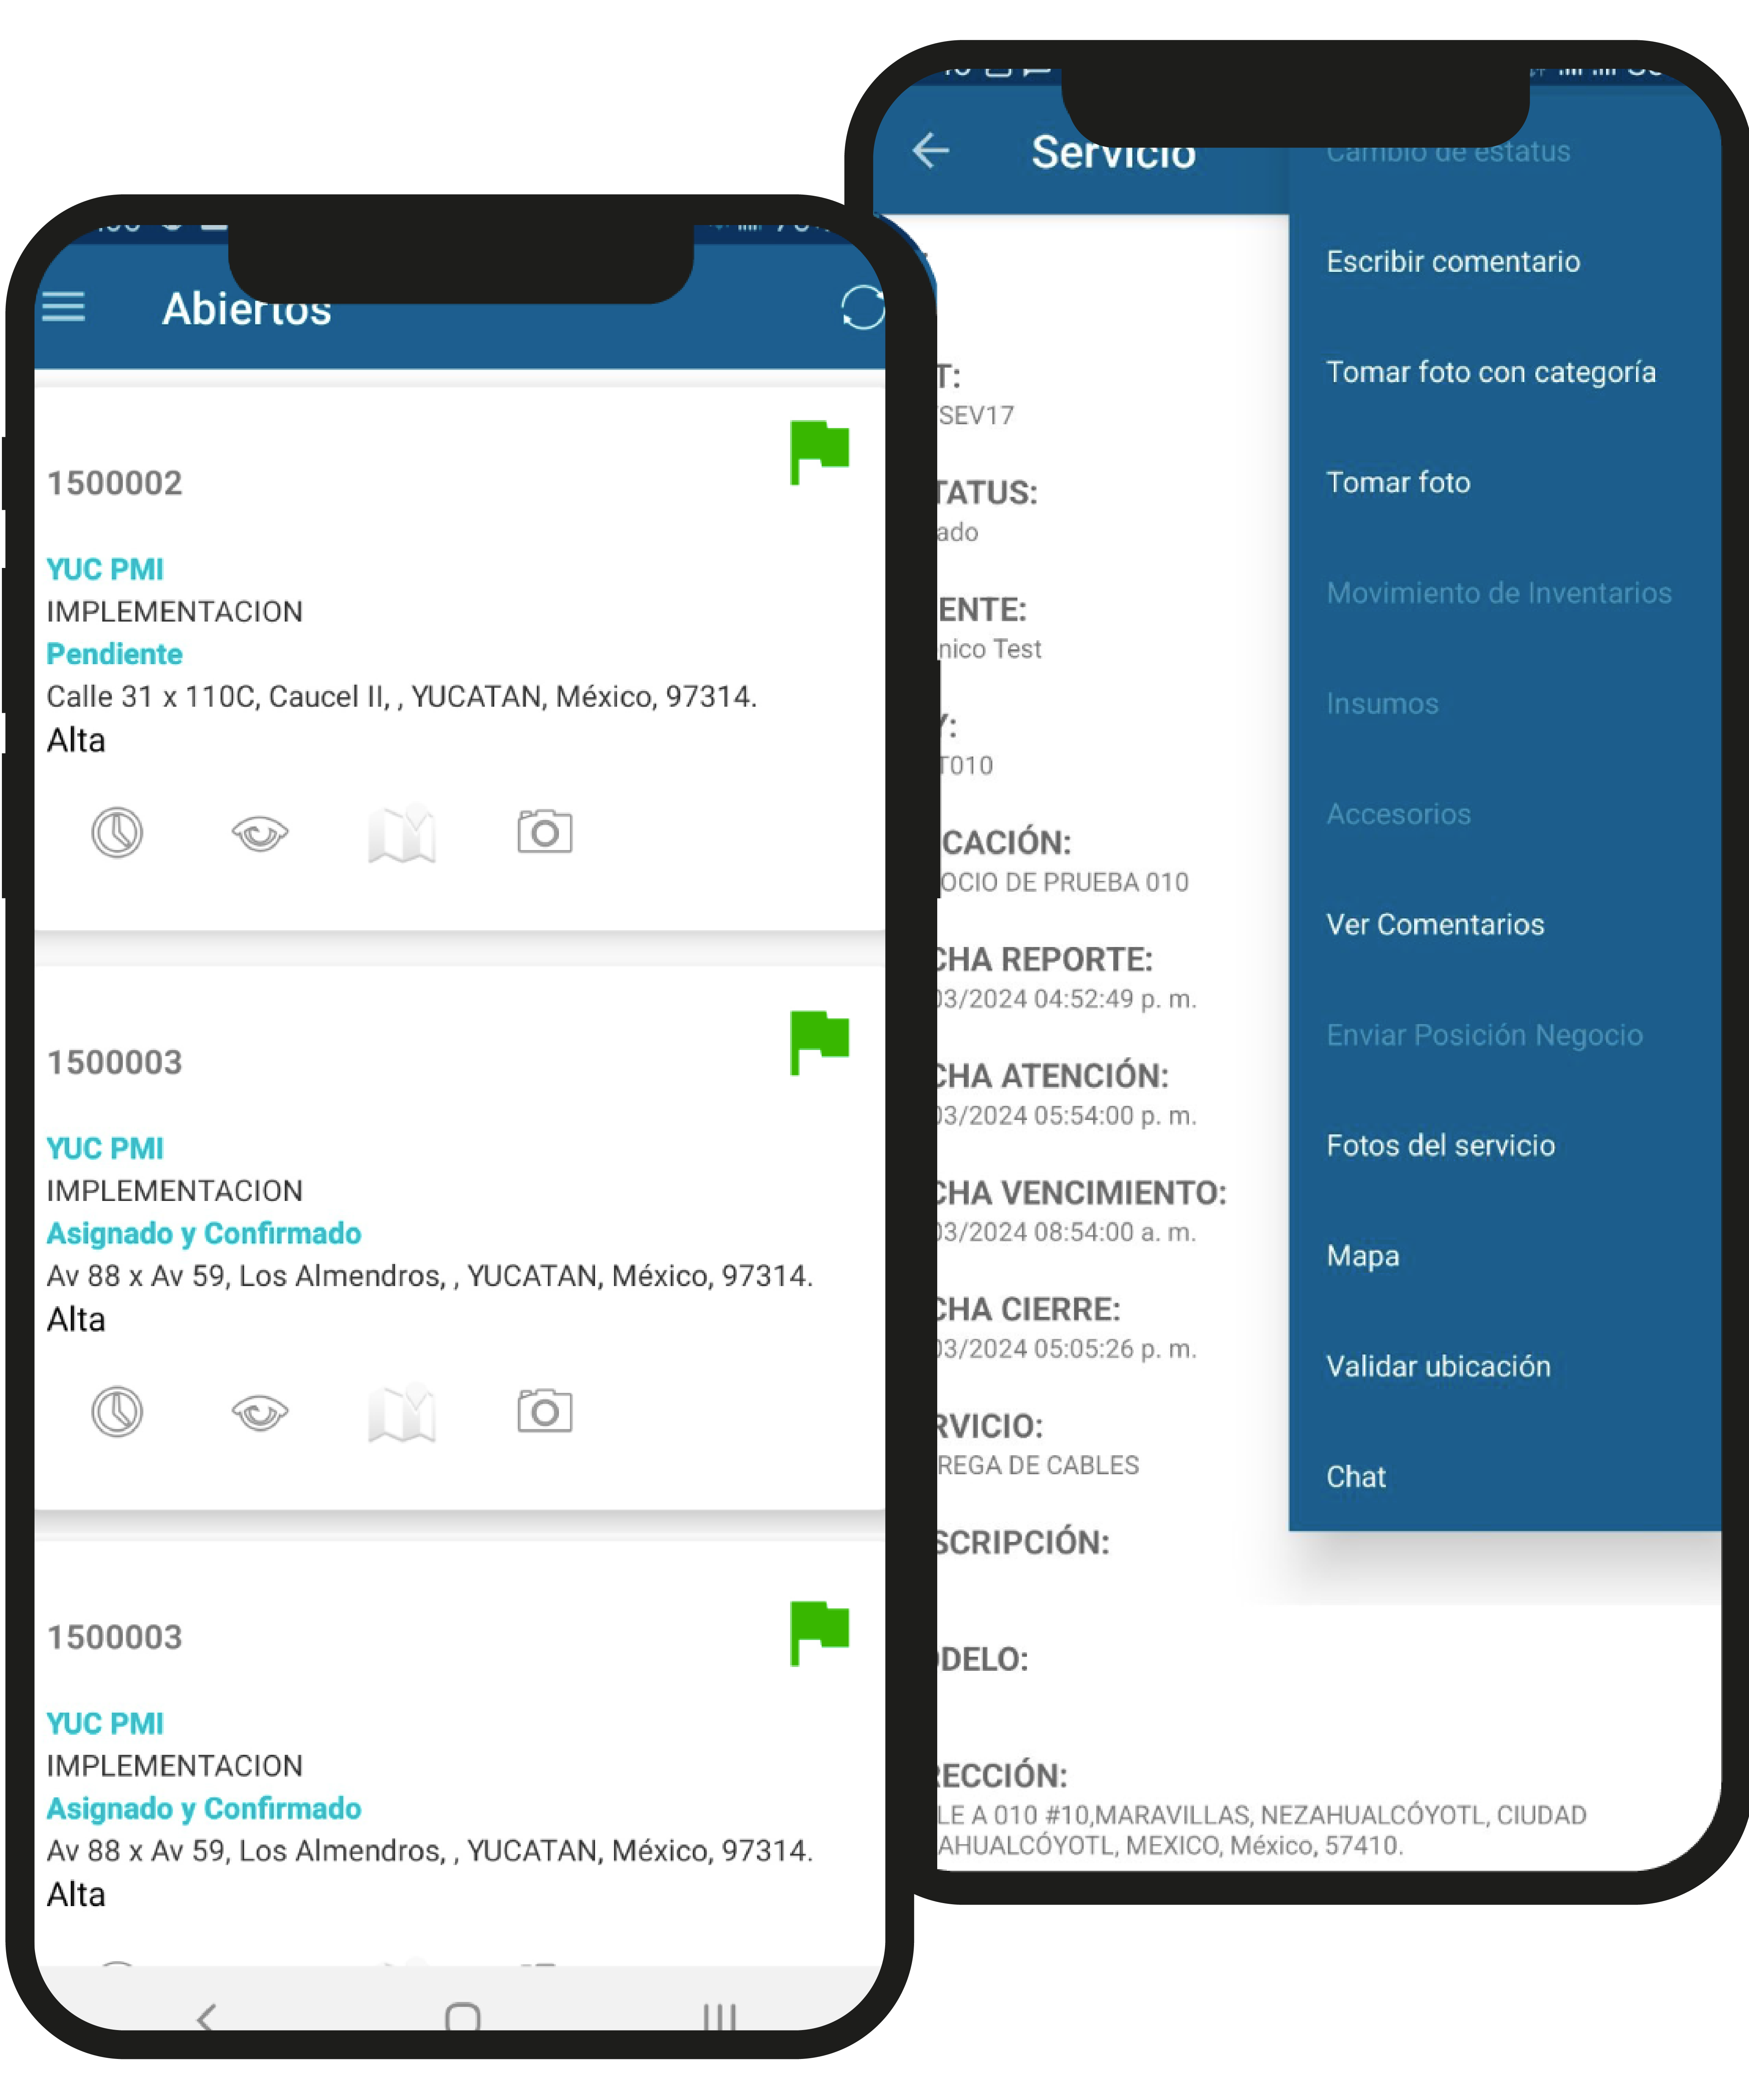 Abiertos
1500002
YUC PMI
IMPLEMENTACION
Pendiente
Calle 31 x 110C, Caucel II, , YUCATAN, México, 97314.
Alta
1500003
YUC PMI
IMPLEMENTACION
Asignado y Confirmado
Av 88 x Av 59, Los Almendros, , YUCATAN, México, 97314.
Alta
1500003
YUC PMI
IMPLEMENTACION
Asignado y Confirmado
Av 88 x Av 59, Los Almendros, , YUCATAN, México, 97314.
Alta
Servicio
T:
SEV17
TATUS:
ado
ENTE:
nico Test
Y:
T010
CACIÓN:
OCIO DE PRUEBA 010
CHA REPORTE:
03/2024 04:52:49 p. m.
CHA ATENCIÓN:
03/2024 05:54:00 p. m.
CHA VENCIMIENTO:
03/2024 08:54:00 a. m.
CHA CIERRE:
03/2024 05:05:26 p. m.
RVICIO:
REGA DE CABLES
SCRIPCIÓN:
DELO:
RECCIÓN:
LE A 010 #10,MARAVILLAS, NEZAHUALCÓYOTL, CIUDAD
AHUALCÓYOTL, MEXICO, México, 57410.
Cambio de estatus
Escribir comentario
Tomar foto con categoría
Tomar foto
Movimiento de Inventarios
Insumos
Accesorios
Ver Comentarios
Enviar Posición Negocio
Fotos del servicio
Mapa
Validar ubicación
Chat